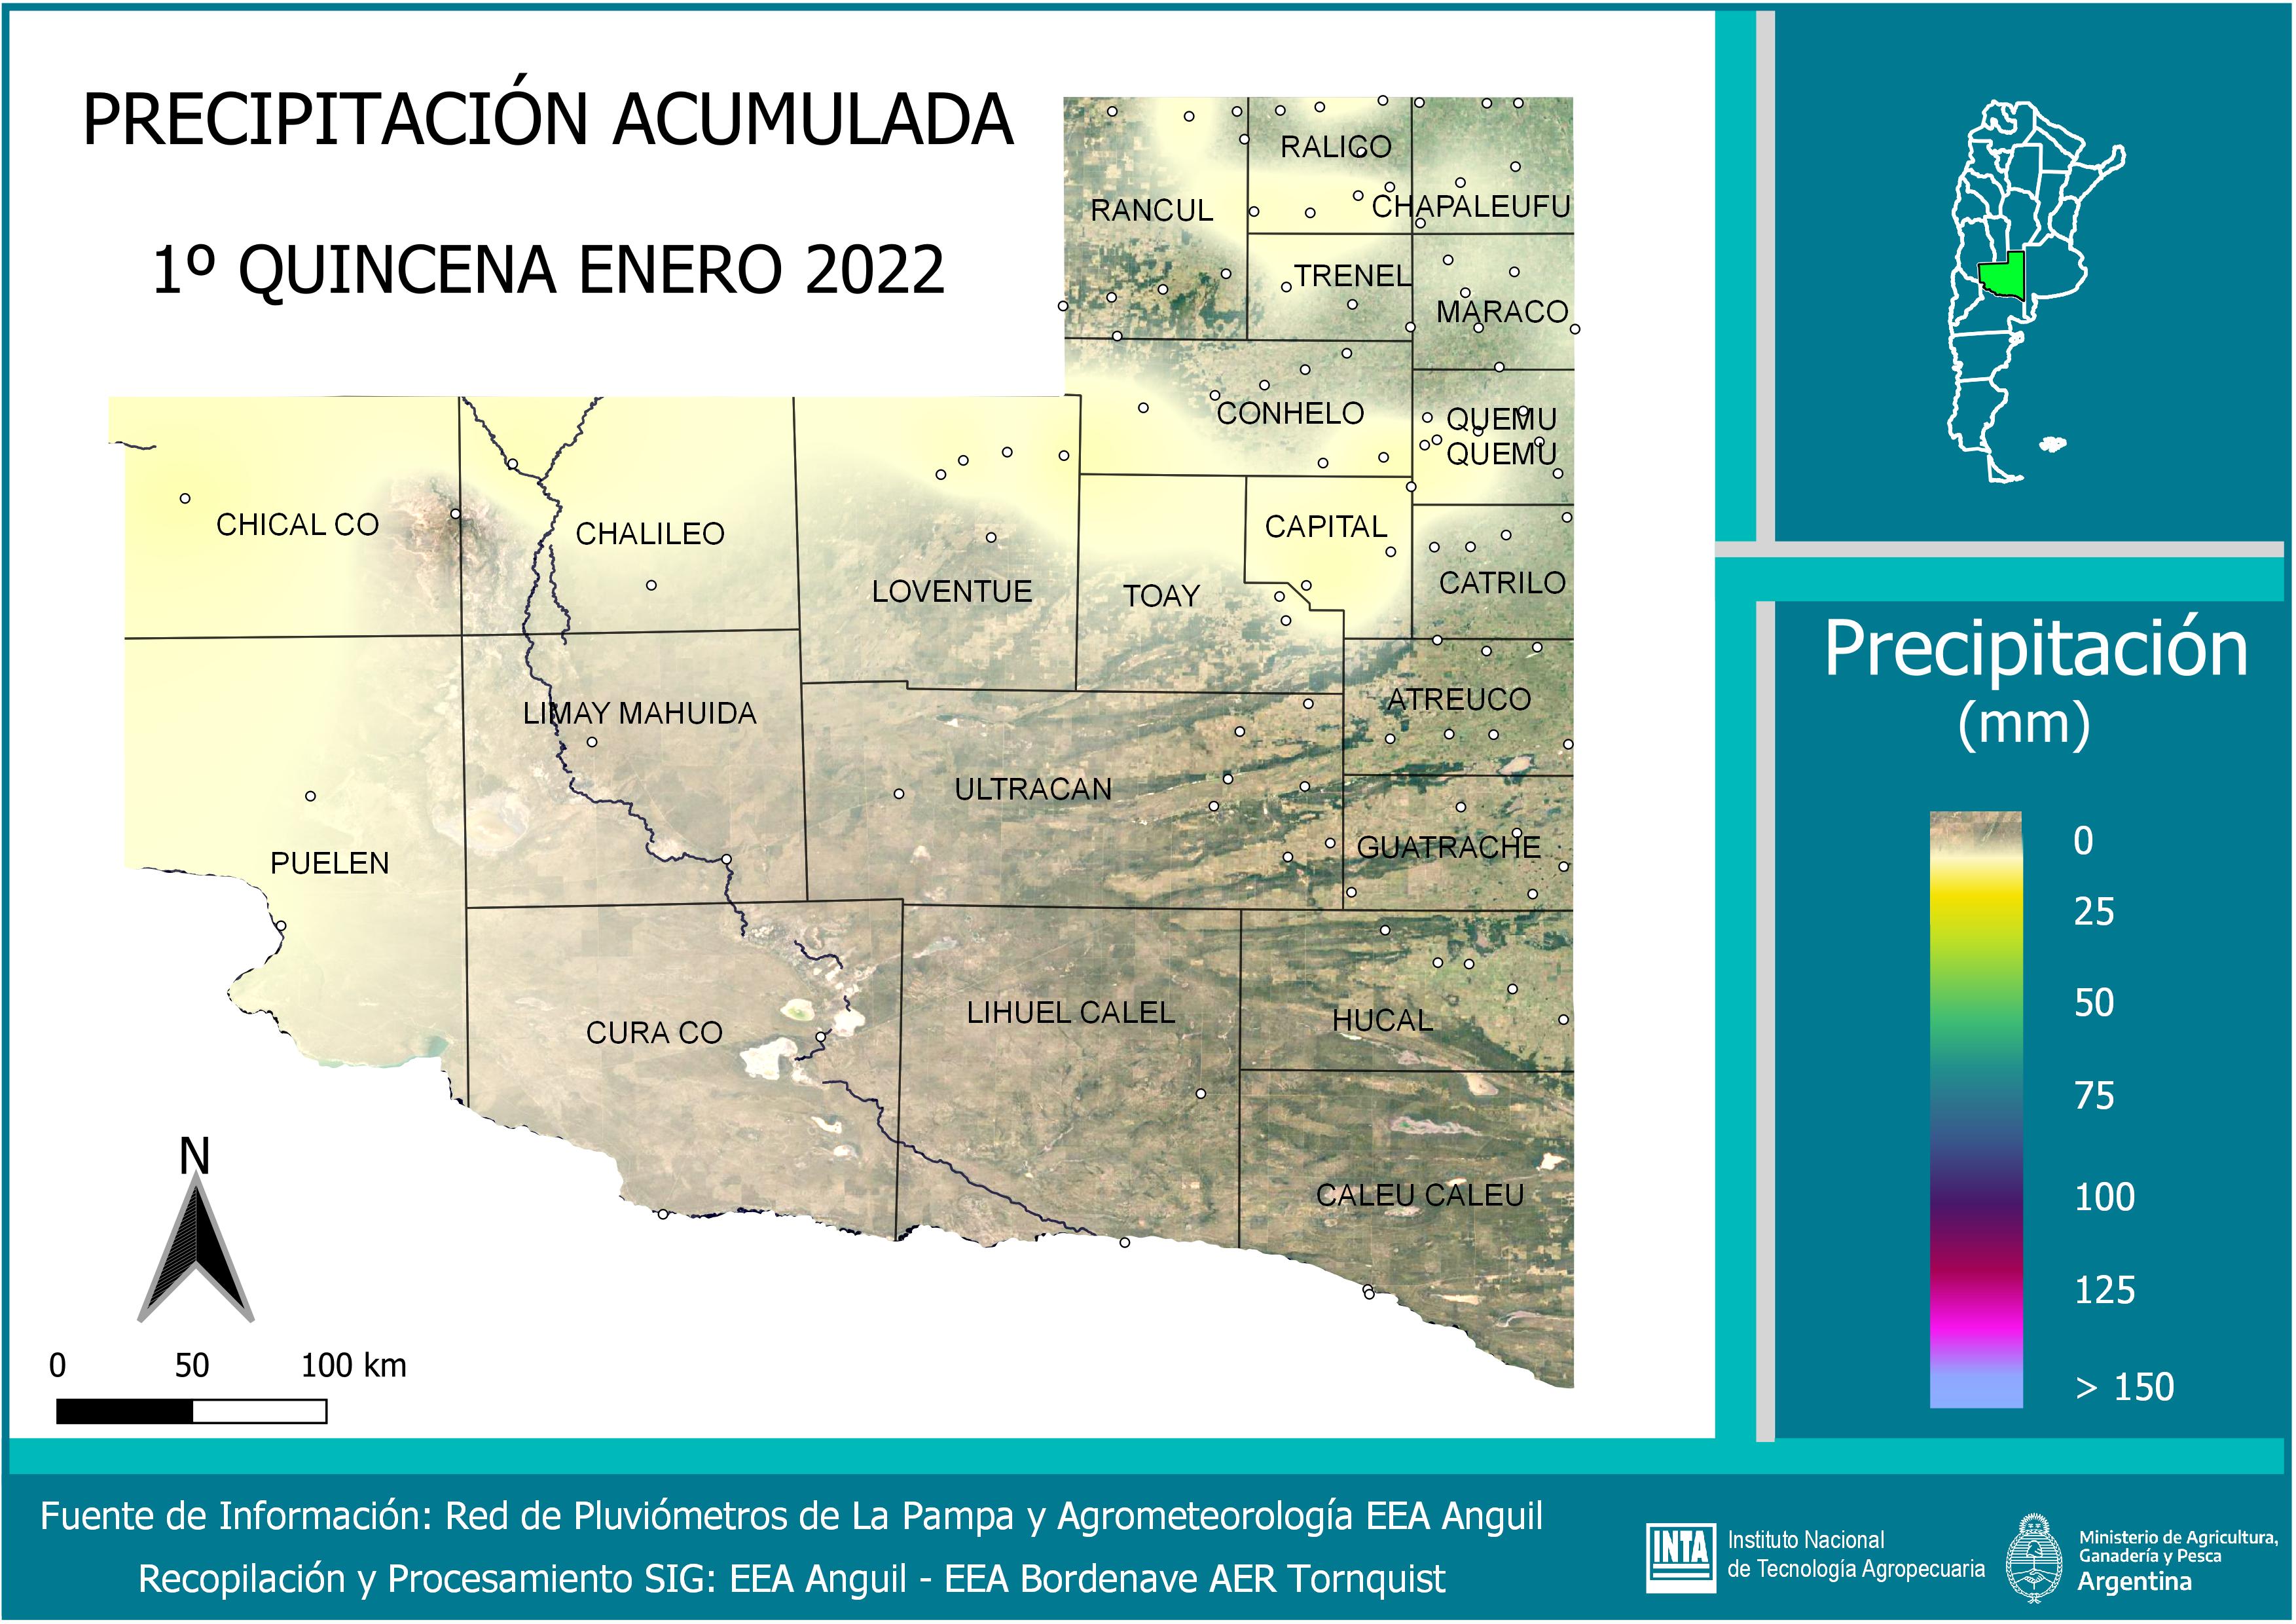 PRECIPITACIÓN ACUMULADA
1º QUINCENA ENERO 2022
RALICO
RANCUL
CHAPALEUFU
TRENEL
MARACO
CONHELO
QUEMU
QUEMU
CHICAL CO
CHALILEO
CAPITAL
LOVENTUE
TOAY
CATRILO
LIMAY MAHUIDA
ATREUCO
ULTRACAN
PUELEN
GUATRACHE
CURA CO
LIHUEL CALEL
HUCAL
CALEU CALEU
N
0 50 100 km
Precipitación
(mm)
0
25
50
75
100
125
> 150
Fuente de Información: Red de Pluviómetros de La Pampa y Agrometeorología EEA Anguil
Recopilación y Procesamiento SIG: EEA Anguil - EEA Bordenave AER Tornquist
INTA
Instituto Nacional
de Tecnología Agropecuaria
Ministerio de Agricultura,
Ganadería y Pesca
Argentina